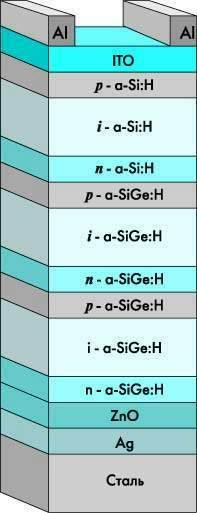 Al Al
ITO
p - a-Si:H
i - a-Si:H
n - a-Si:H
p - a-SiGe:H
i - a-SiGe:H
n - a-SiGe:H
p - a-SiGe:H
i - a-SiGe:H
n - a-SiGe:H
ZnO
Ag
Сталь